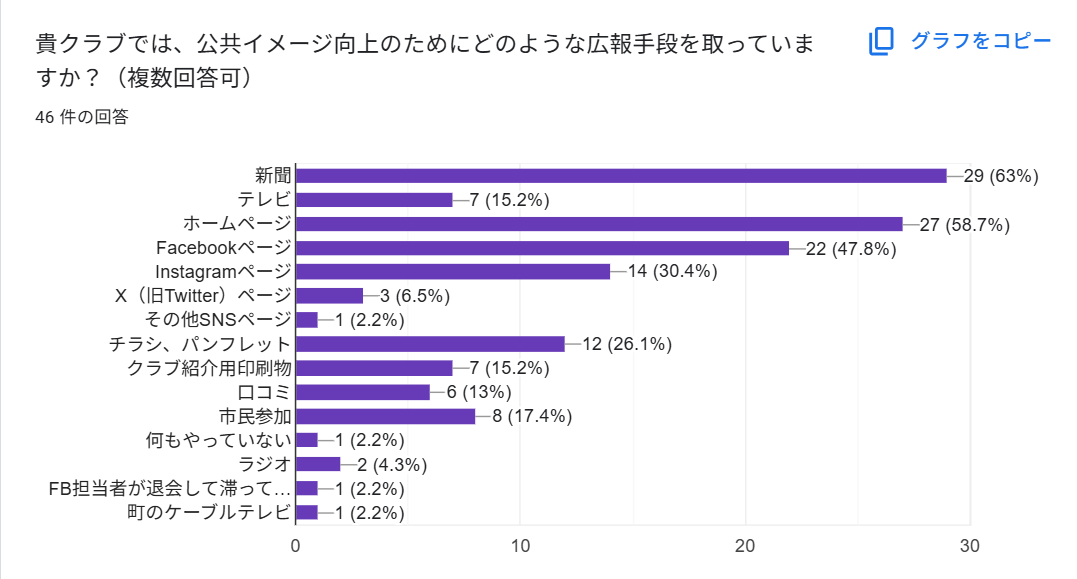 貴クラブでは、公共イメージ向上のためにどのような広報手段を取っていま
すか？（複数回答可）
グラフをコピー
46 件の回答
新聞 29 (63%)
テレビ 7 (15.2%)
ホームページ 27 (58.7%)
Facebookページ 22 (47.8%)
Instagramページ 14 (30.4%)
X（旧Twitter）ページ 3 (6.5%)
その他SNSページ 1 (2.2%)
チラシ、パンフレット 12 (26.1%)
クラブ紹介用印刷物 7 (15.2%)
口コミ 6 (13%)
市民参加 8 (17.4%)
何もやっていない 1 (2.2%)
ラジオ 2 (4.3%)
FB担当者が退会して滞って… 1 (2.2%)
町のケーブルテレビ 1 (2.2%)
0 10 20 30